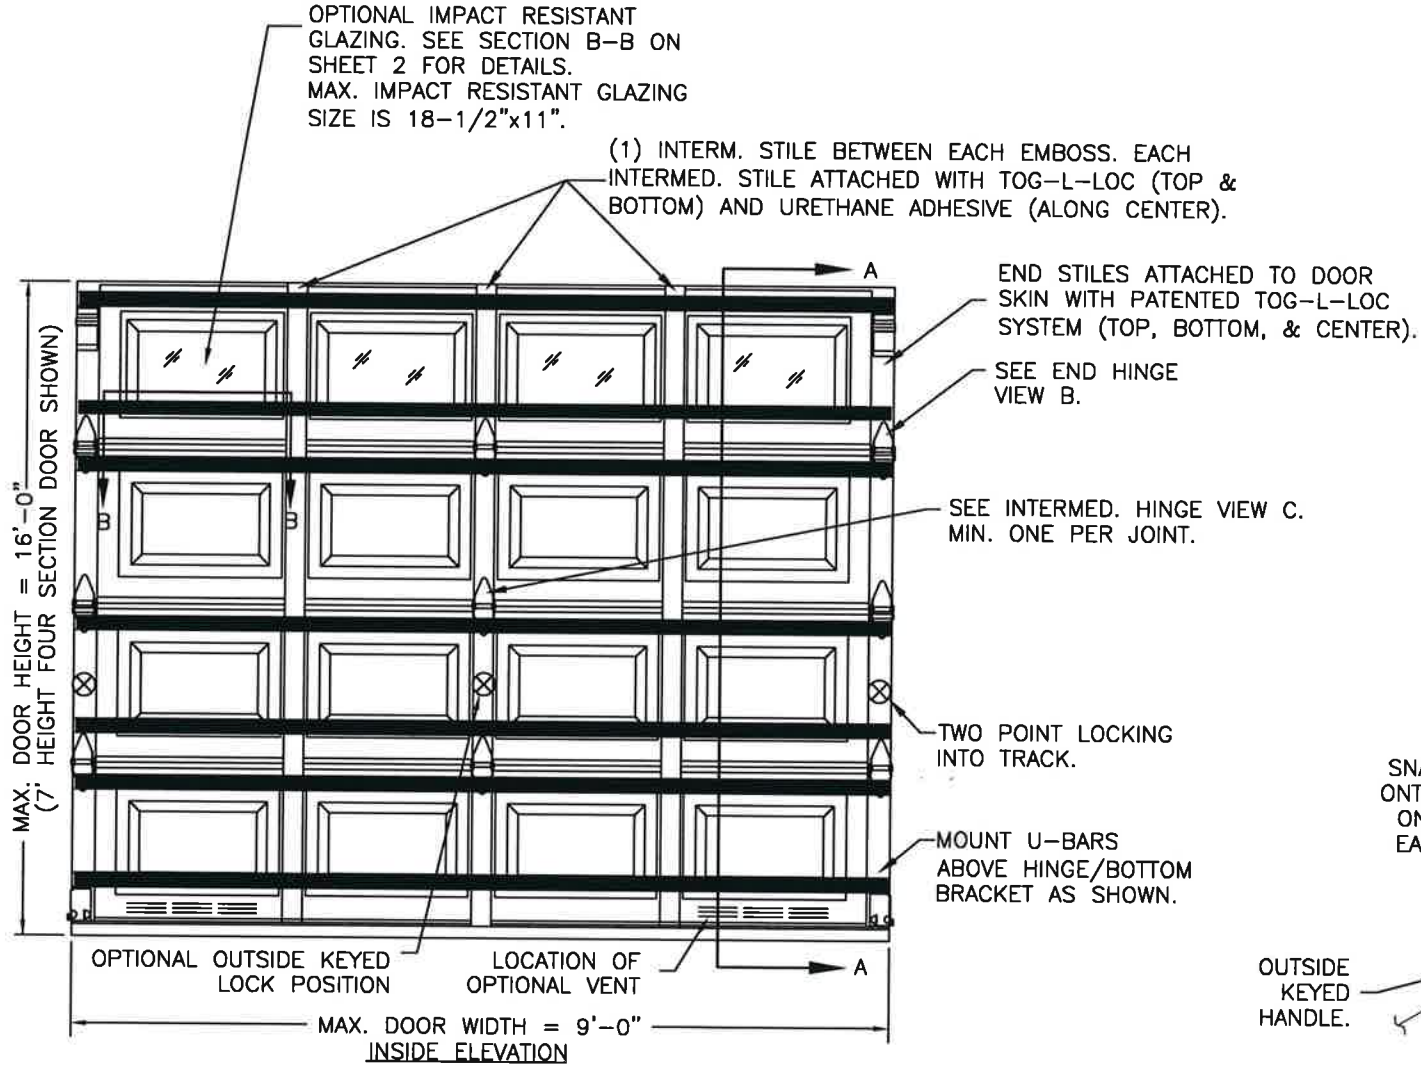 OPTIONAL IMPACT RESISTANT
GLAZING. SEE SECTION B-B ON
SHEET 2 FOR DETAILS.
MAX. IMPACT RESISTANT GLAZING
SIZE IS 18-1/2"x11".
(1) INTERM. STILE BETWEEN EACH EMBOSS. EACH
INTERMED. STILE ATTACHED WITH TOG-L-LOC (TOP &
BOTTOM) AND URETHANE ADHESIVE (ALONG CENTER).
A
END STILES ATTACHED TO DOOR
SKIN WITH PATENTED TOG-L-LOC
SYSTEM (TOP, BOTTOM, & CENTER).
SEE END HINGE
VIEW B.
B
B
SEE INTERMED. HINGE VIEW C.
MIN. ONE PER JOINT.
MAX. DOOR HEIGHT = 16'-0"
(7' HEIGHT FOUR SECTION DOOR SHOWN)
TWO POINT LOCKING
INTO TRACK.
SNA
ONT
ON
EA
MOUNT U-BARS
ABOVE HINGE/BOTTOM
BRACKET AS SHOWN.
OPTIONAL OUTSIDE KEYED
LOCK POSITION
LOCATION OF
OPTIONAL VENT
A
OUTSIDE
KEYED
HANDLE.
MAX. DOOR WIDTH = 9'-0"
INSIDE ELEVATION